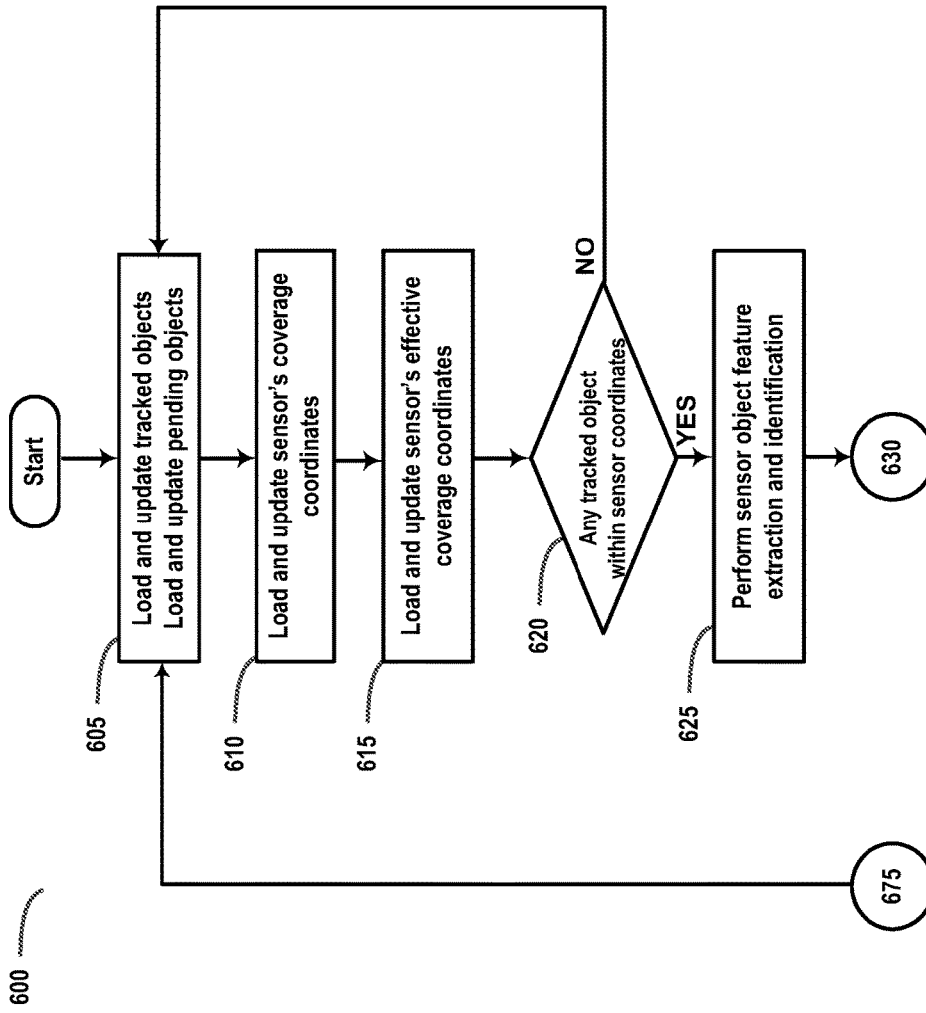 600
Start
605
Load and update tracked objects
Load and update pending objects
610
Load and update sensor's coverage
coordinates
615
Load and update sensor's effective
coverage coordinates
620
Any tracked object
within sensor coordinates
NO
YES
625
Perform sensor object feature
extraction and identification
630
675